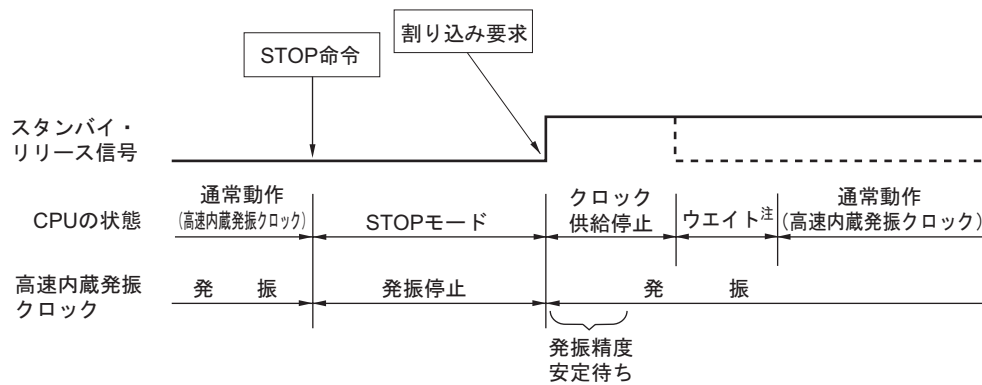 割り込み要求
STOP命令
スタンバイ・
リリース信号
CPUの状態
通常動作
(高速内蔵発振クロック)
STOPモード
クロック
供給停止
ウエイト注
通常動作
(高速内蔵発振クロック)
高速内蔵発振
クロック
発 振
発振停止
発 振
発振精度
安定待ち